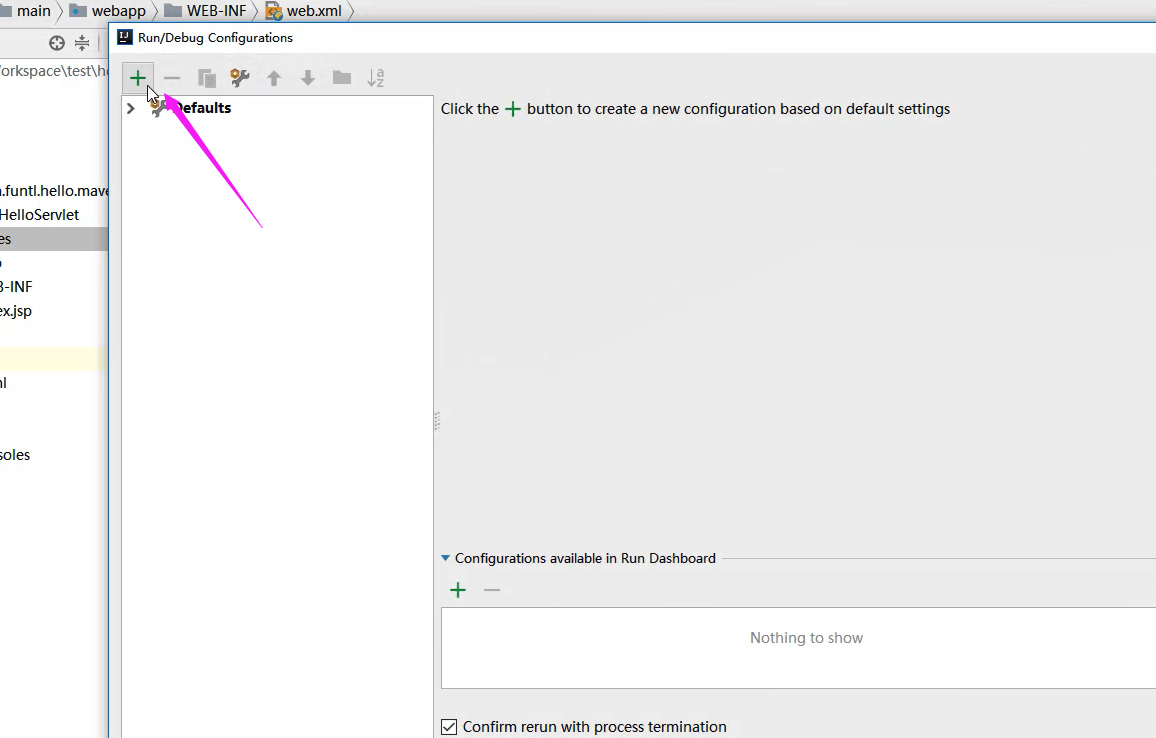 main webapp WEB-INF web.xml
Run/Debug Configurations
orkspace\test\h
Defaults
Click the + button to create a new configuration based on default settings
.funtl.hello.mave
HelloServlet
es
B-INF
ex.jsp
soles
Configurations available in Run Dashboard
Nothing to show
Confirm rerun with process termination